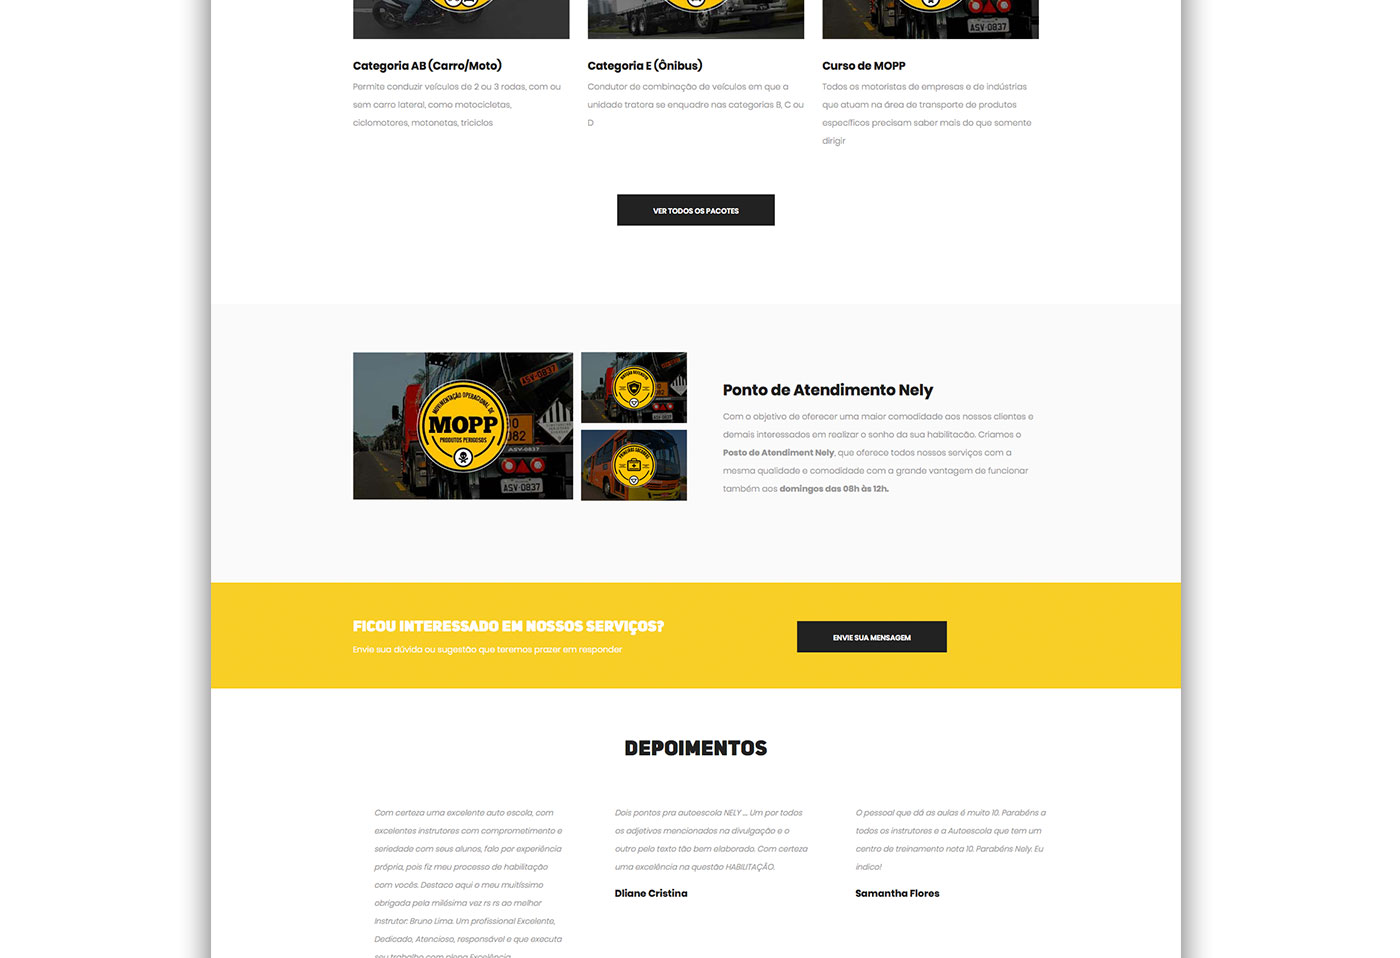 ASV-0837
Categoria AB (Carro/Moto)
Permite conduzir veículos de 2 ou 3 rodas, com ou
sem carro lateral, como motocicletas,
ciclomotores, motonetas, triciclos
Categoria E (Ônibus)
Condutor de combinação de veículos em que a
unidade tratora se enquadre nas categorias B, C ou
D
Curso de MOPP
Todos os motoristas de empresas e de indústrias
que atuam na área de transporte de produtos
específicos precisam saber mais do que somente
dirigir
VER TODOS OS PACOTES
MOVIMENTAÇÃO OPERACIONAL DE
MOPP
PRODUTOS PERIGOSOS
ASV-0837
ASV-0837
Ponto de Atendimento Nely
Com o objetivo de oferecer uma maior comodidade aos nossos clientes e
demais interessados em realizar o sonho da sua habilitacão. Criamos o
Posto de Atendiment Nely, que oferece todos nossos serviços com a
mesma qualidade e comodidade com a grande vantagem de funcionar
também aos domingos das 08h às 12h.
FICOU INTERESSADO EM NOSSOS SERVIÇOS?
Envie sua dúvida ou sugestão que teremos prazer em responder
ENVIE SUA MENSAGEM
DEPOIMENTOS
Com certeza uma excelente auto escola, com
excelentes instrutores com comprometimento e
seriedade com seus alunos, falo por experiência
própria, pois fiz meu processo de habilitação
com vocês. Destaco aqui o meu muitíssimo
obrigada pela milésima vez rs rs ao melhor
Instrutor: Bruno Lima. Um profissional Excelente,
Dedicado, Atencioso, responsável e que executa
seu trabalho com plena Excelência
Dois pontos pra autoescola NELY ... Um por todos
os adjetivos mencionados na divulgação e o
outro pelo texto tão bem elaborado. Com certeza
uma excelência na questão HABILITAÇÃO.
Dliane Cristina
O pessoal que dá as aulas é muito 10. Parabéns a
todos os instrutores e a Autoescola que tem um
centro de treinamento nota 10. Parabéns Nely. Eu
indico!
Samantha Flores